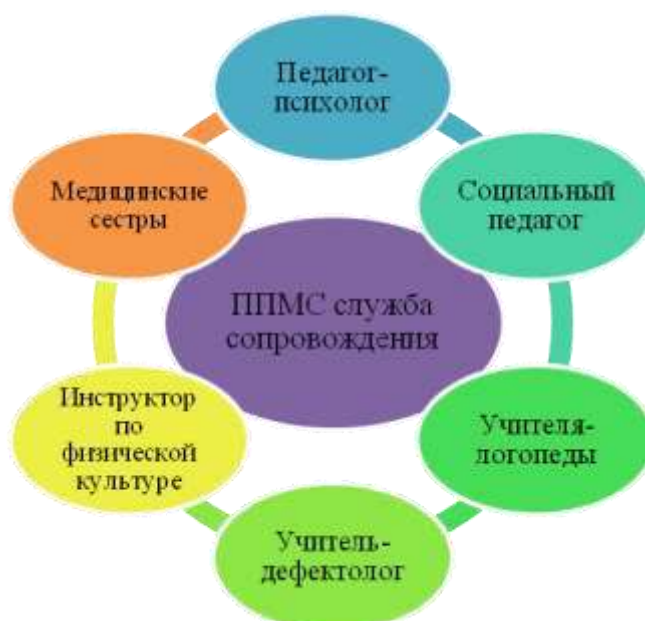 Педагог-
психолог
Медицинские
сестры
Социальный
педагог
ППМС служба
сопровождения
Инструктор
по
физической
культуре
Учителя-
логопеды
Учитель-
дефектолог